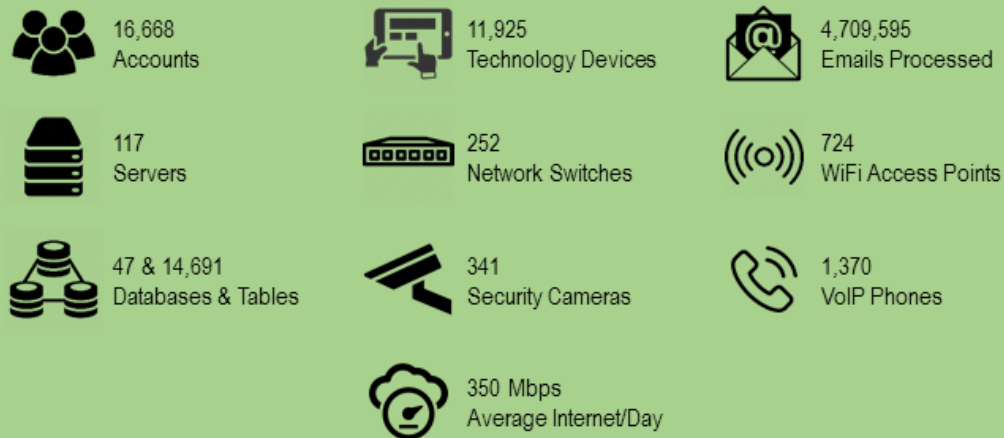 16,668
Accounts
11,925
Technology Devices
4,709,595
Emails Processed
117
Servers
252
Network Switches
724
WiFi Access Points
47 & 14,691
Databases & Tables
341
Security Cameras
1,370
VoIP Phones
350 Mbps
Average Internet/Day